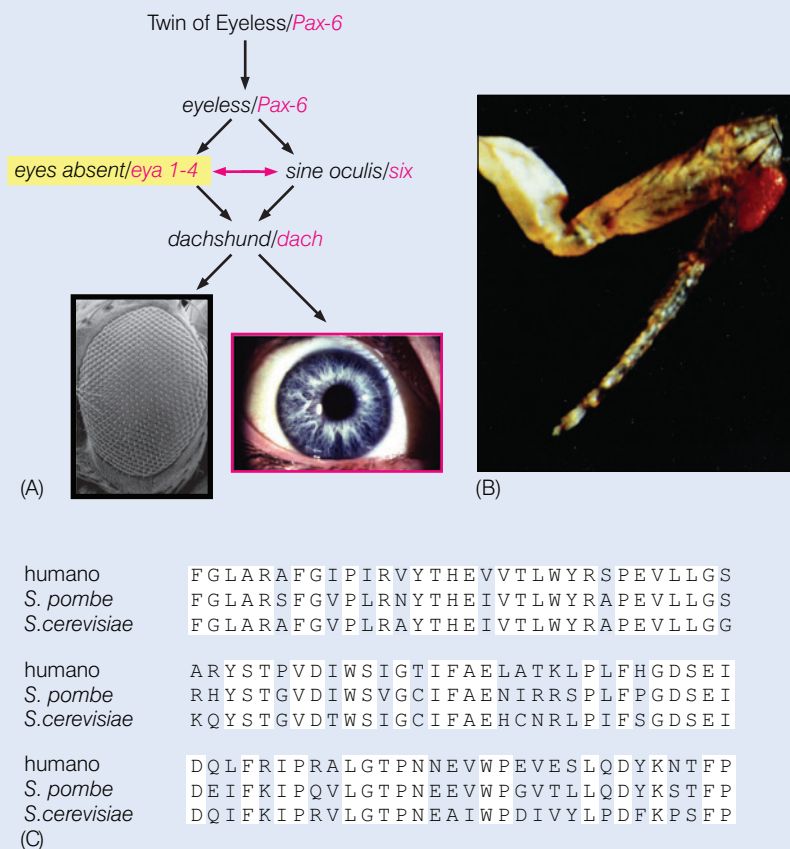 Twin of Eyeless/Pax-6
eyeless/Pax-6
eyes absent/eya 1-4
sine oculis/six
dachshund/dach
(A)
(B)
humano FGLARAFGIPIRVYTHEVVTLWYRSPEVLLGS
S. pombe FGLARSFGVPLRNYTHEIVTLWYRAPEVLLGS
S.cerevisiae FGLARAFGVPLRAYTHEIVTLWYRAPEVLLGG
humano ARYSTPVDIWSIGTIFAELATKLPLFHGDSEI
S. pombe RHYSTGVDIWSVGCIFAENIRRSPLFPGDSEI
S.cerevisiae KQYSTGVDTWSIGCIFAEHCNRLPIFSGDSEI
humano DQLFRIPRALGTPNNEVWPEVESLQDYKNTFP
S. pombe DEIFKIPQVLGTPNEEVWPGVTLLQDYKSTFP
S.cerevisiae DQIFKIPRVLGTPNEAIWPDIVYLPDFKPSFP
(C)